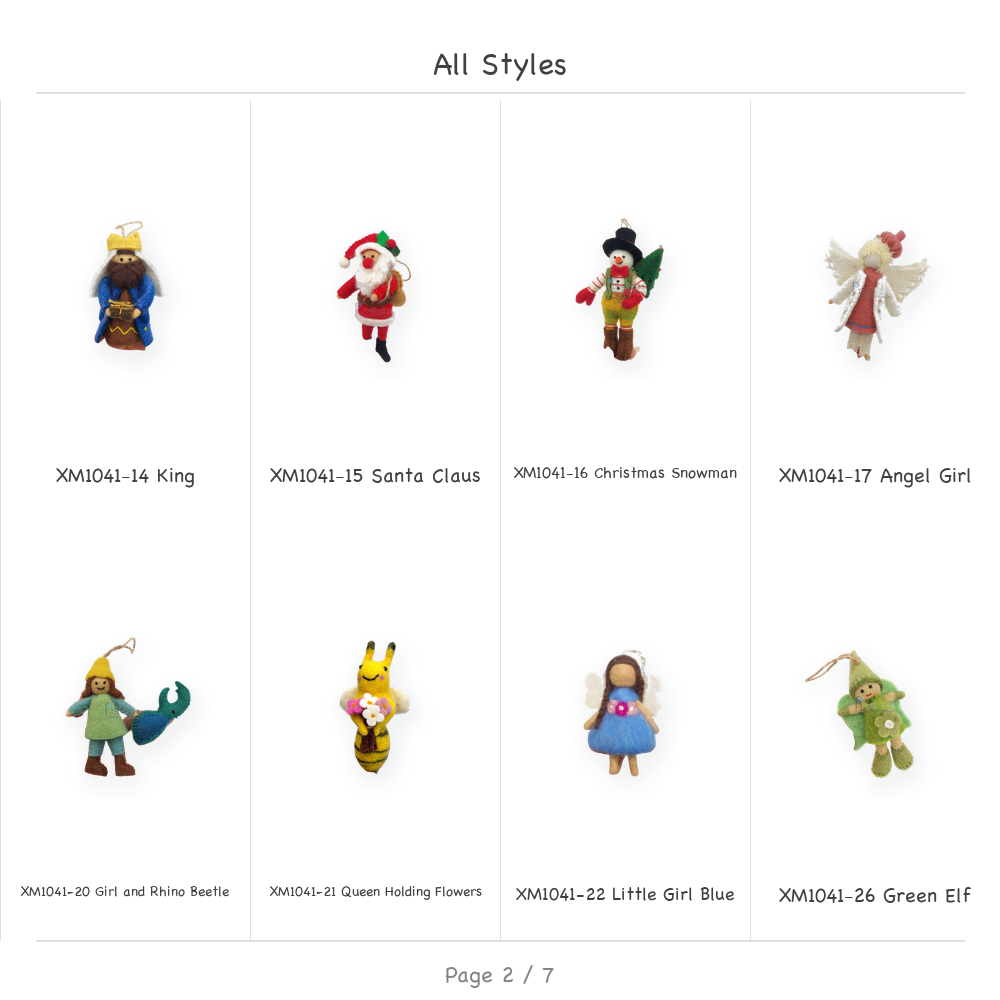 All Styles
XM1041-14 King
XM1041-15 Santa Claus
XM1041-16 Christmas Snowman
XM1041-17 Angel Girl
XM1041-20 Girl and Rhino Beetle
XM1041-21 Queen Holding Flowers
XM1041-22 Little Girl Blue
XM1041-26 Green Elf
Page 2 / 7